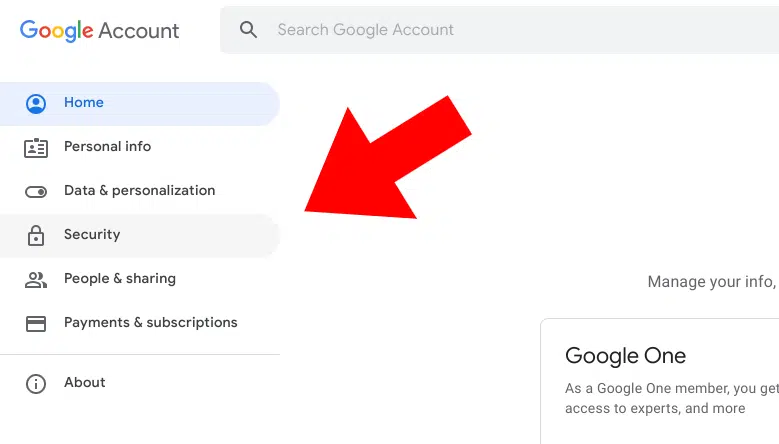 Google Account
Search Google Account
Home
Personal info
Data & personalization
Security
People & sharing
Payments & subscriptions
About
Manage your info,
Google One
As a Google One member, you get
access to experts, and more